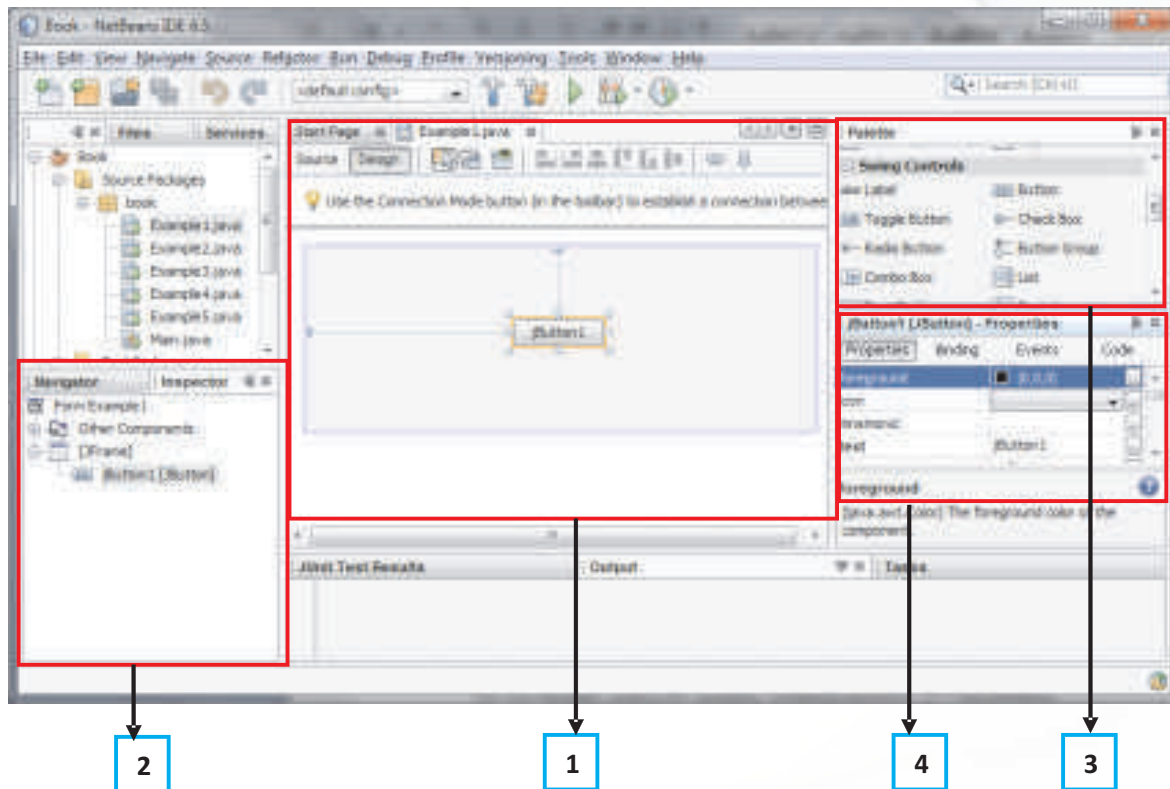 Book - NetBeans IDE 6.5
File Edit View Navigate Source Refactor Run Debug Profile Versioning Tools Window Help
<default config>
Search (Ctrl+I)
Files Services
Book
Source Packages
book
Example1.java
Example2.java
Example3.java
Example4.java
Example5.java
Main.java
Navigator Inspector
Form Example1
Other Components
[JFrame]
jButton1 [JButton]
Start Page Example1.java
Source Design
Use the Connection Mode button (in the toolbar) to establish a connection between
jButton1
JUnit Test Results Output Tasks
Palette
Swing Controls
Label Button
Toggle Button Check Box
Radio Button Button Group
Combo Box List
jButton1 [JButton] - Properties
Properties Binding Events Code
foreground [0,0,0]
icon
mnemonic
text jButton1
foreground
(java.awt.Color) The foreground color of the
component.
2 1 4 3